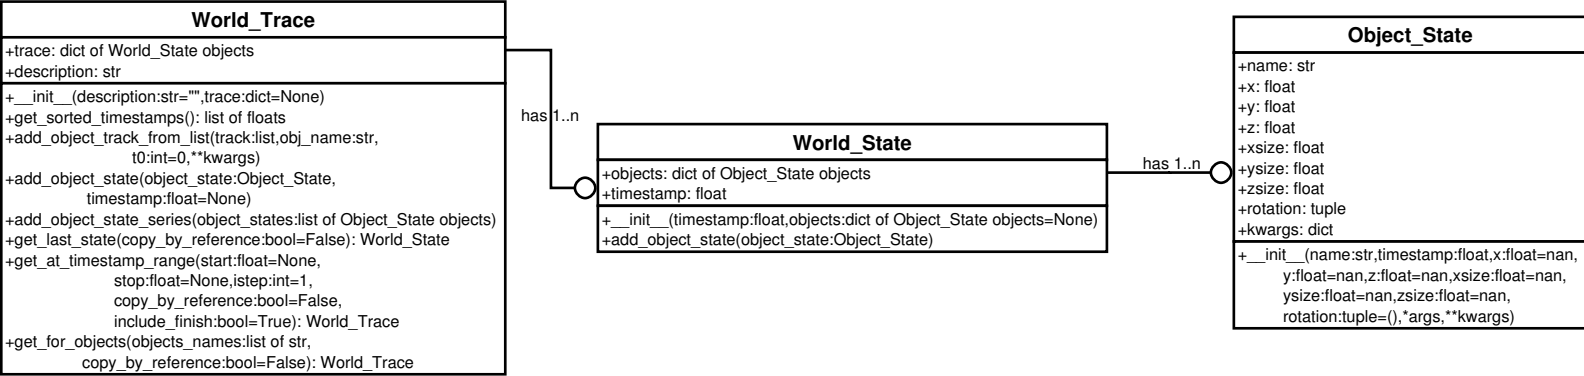 World_Trace
+trace: dict of World_State objects
+description: str
+__init__(description:str="",trace:dict=None)
+get_sorted_timestamps(): list of floats
+add_object_track_from_list(track:list,obj_name:str,
t0:int=0,**kwargs)
+add_object_state(object_state:Object_State,
timestamp:float=None)
+add_object_state_series(object_states:list of Object_State objects)
+get_last_state(copy_by_reference:bool=False): World_State
+get_at_timestamp_range(start:float=None,
stop:float=None,istep:int=1,
copy_by_reference:bool=False,
include_finish:bool=True): World_Trace
+get_for_objects(objects_names:list of str,
copy_by_reference:bool=False): World_Trace
has 1..n
World_State
+objects: dict of Object_State objects
+timestamp: float
+__init__(timestamp:float,objects:dict of Object_State objects=None)
+add_object_state(object_state:Object_State)
has 1..n
Object_State
+name: str
+x: float
+y: float
+z: float
+xsize: float
+ysize: float
+zsize: float
+rotation: tuple
+kwargs: dict
+__init__(name:str,timestamp:float,x:float=nan,
y:float=nan,z:float=nan,xsize:float=nan,
ysize:float=nan,zsize:float=nan,
rotation:tuple=(),*args,**kwargs)